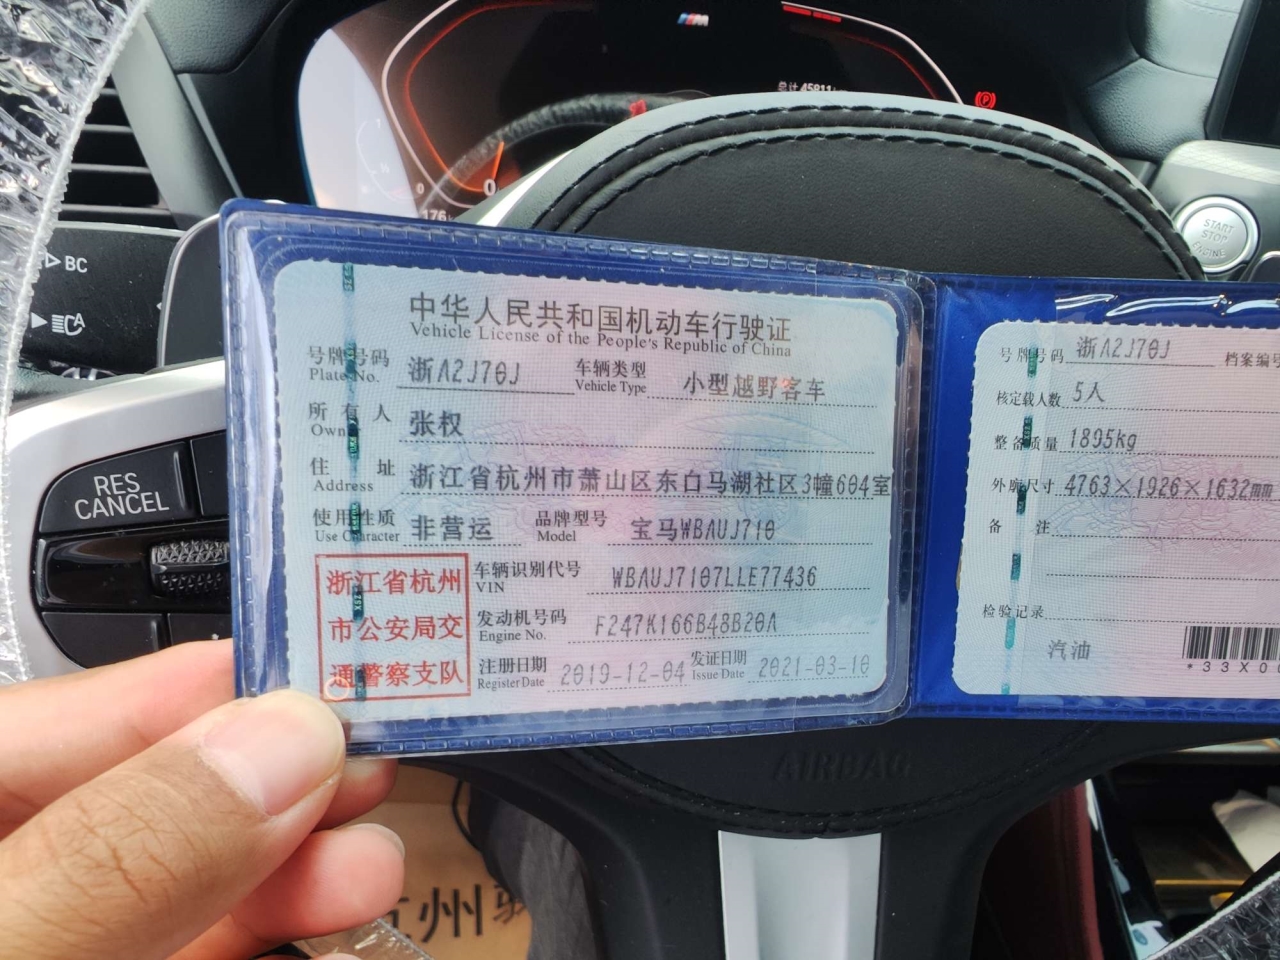 M
总计 45811
0
0
176
START
STOP
ENGINE
BC
A
RES
CANCEL
中华人民共和国机动车行驶证
Vehicle License of the People's Republic of China
号牌号码 浙A2J70J 车辆类型 小型越野客车
Plate No. Vehicle Type
所有人 张权
Owner
住址 浙江省杭州市萧山区东白马湖社区3幢604室
Address
使用性质 非营运 品牌型号 宝马WBAUJ710
Use Character Model
浙江省杭州
市公安局交
通警察支队
车辆识别代号 WBAUJ7107LLE77436
VIN
发动机号码 F247K166B48B20A
Engine No.
注册日期 2019-12-04 发证日期 2021-03-10
Register Date Issue Date
号牌号码 浙A2J70J 档案编号
核定载人数 5人
整备质量 1895kg
外廓尺寸 4763×1926×1632mm
备注
检验记录
汽油
*33X0
AIRBAG
杭州